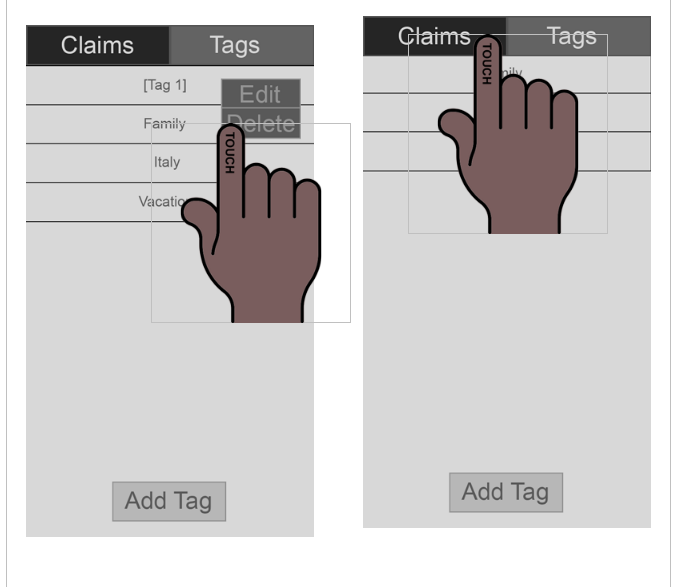 Claims Tags
[Tag 1]
Edit
Family
Delete
Italy
Vacatio
TOUCH
Add Tag
Claims Tags
TOUCH
ily
Add Tag